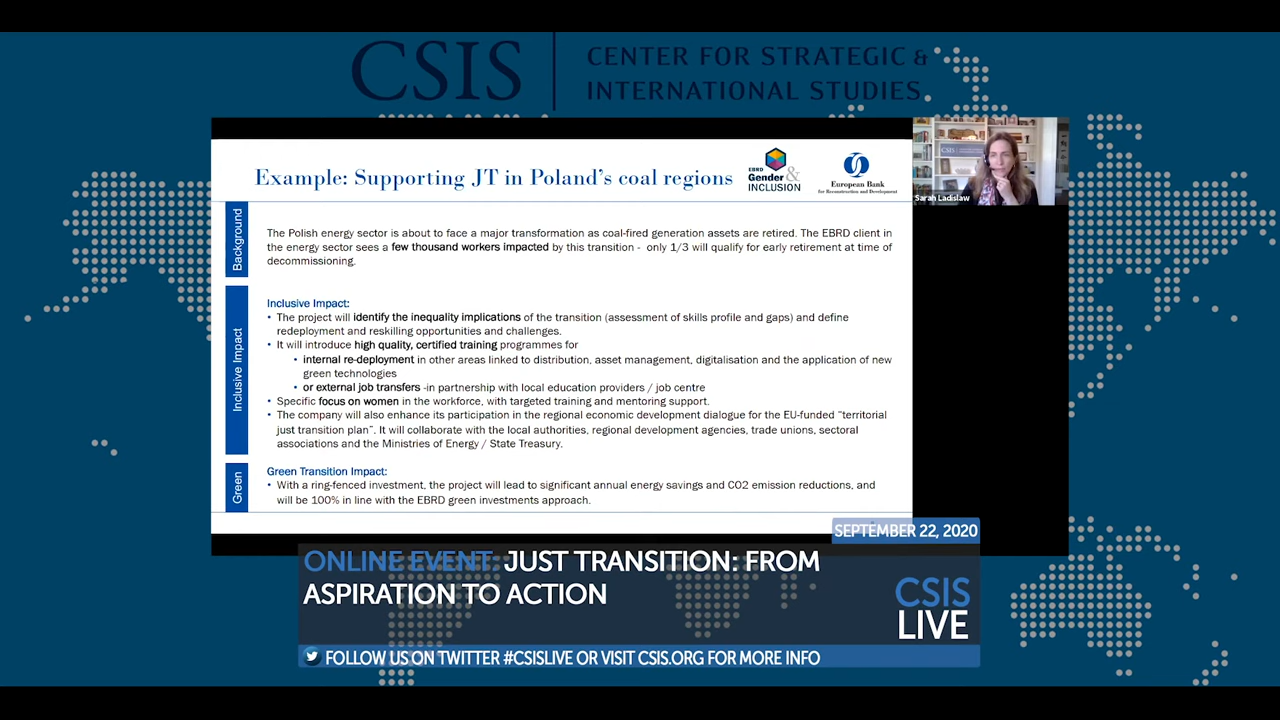 CSIS
CENTER FOR STRATEGIC &
INTERNATIONAL STUDIES
Example: Supporting JT in Poland's coal regions
EBRD
Gender &
INCLUSION
European Bank
for Reconstruction and Development
CSIS
Sarah Ladislaw
Background
The Polish energy sector is about to face a major transformation as coal-fired generation assets are retired. The EBRD client in
the energy sector sees a few thousand workers impacted by this transition - only 1/3 will qualify for early retirement at time of
decommissioning.
Inclusive Impact
Inclusive Impact:
• The project will identify the inequality implications of the transition (assessment of skills profile and gaps) and define
redeployment and reskilling opportunities and challenges.
• It will introduce high quality, certified training programmes for
• internal re-deployment in other areas linked to distribution, asset management, digitalisation and the application of new
green technologies
• or external job transfers -in partnership with local education providers / job centre
• Specific focus on women in the workforce, with targeted training and mentoring support.
• The company will also enhance its participation in the regional economic development dialogue for the EU-funded "territorial
just transition plan". It will collaborate with the local authorities, regional development agencies, trade unions, sectoral
associations and the Ministries of Energy / State Treasury.
Green
Green Transition Impact:
• With a ring-fenced investment, the project will lead to significant annual energy savings and CO2 emission reductions, and
will be 100% in line with the EBRD green investments approach.
SEPTEMBER 22, 2020
ONLINE EVENT: JUST TRANSITION: FROM
ASPIRATION TO ACTION
CSIS
LIVE
FOLLOW US ON TWITTER #CSISLIVE OR VISIT CSIS.ORG FOR MORE INFO